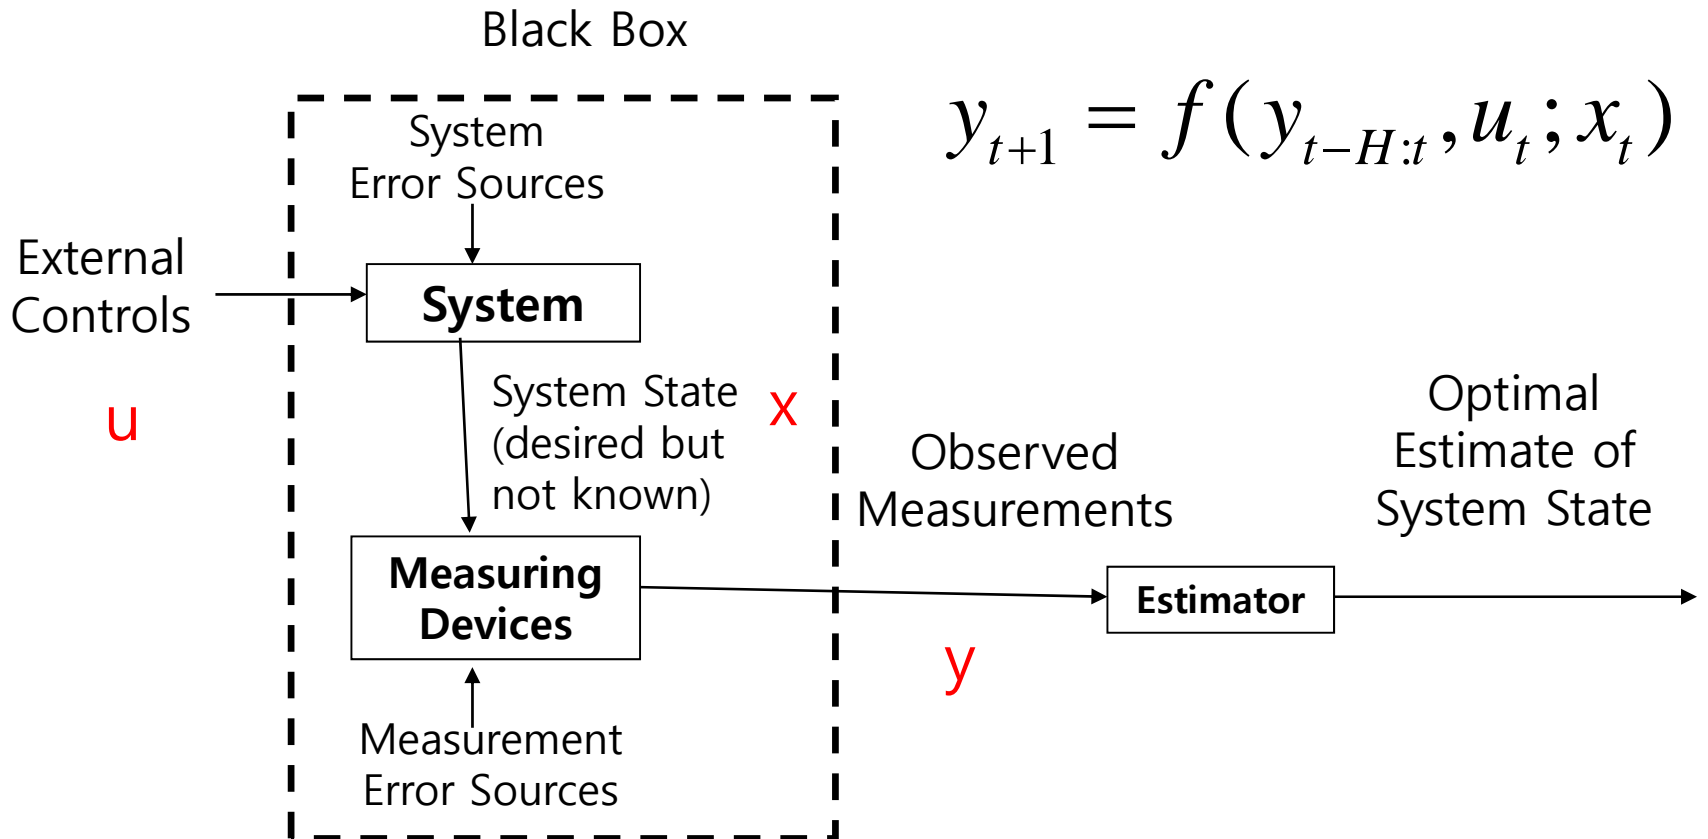 Black Box
y_{t+1} = f(y_{t-H:t}, u_t; x_t)
System
Error Sources
External
Controls
System
u
System State
(desired but
not known)
x
Optimal
Estimate of
System State
Observed
Measurements
Measuring
Devices
Estimator
y
Measurement
Error Sources